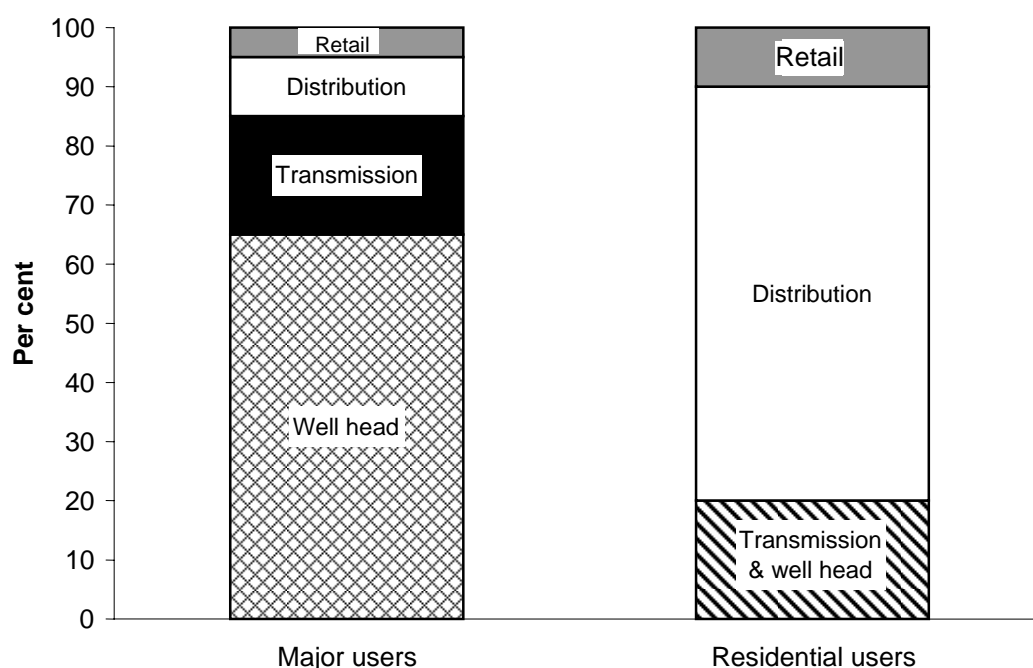 100
90
80
70
60
50
40
30
20
10
0
Per cent
Retail
Distribution
Transmission
Well head
Retail
Distribution
Transmission
& well head
Major users
Residential users